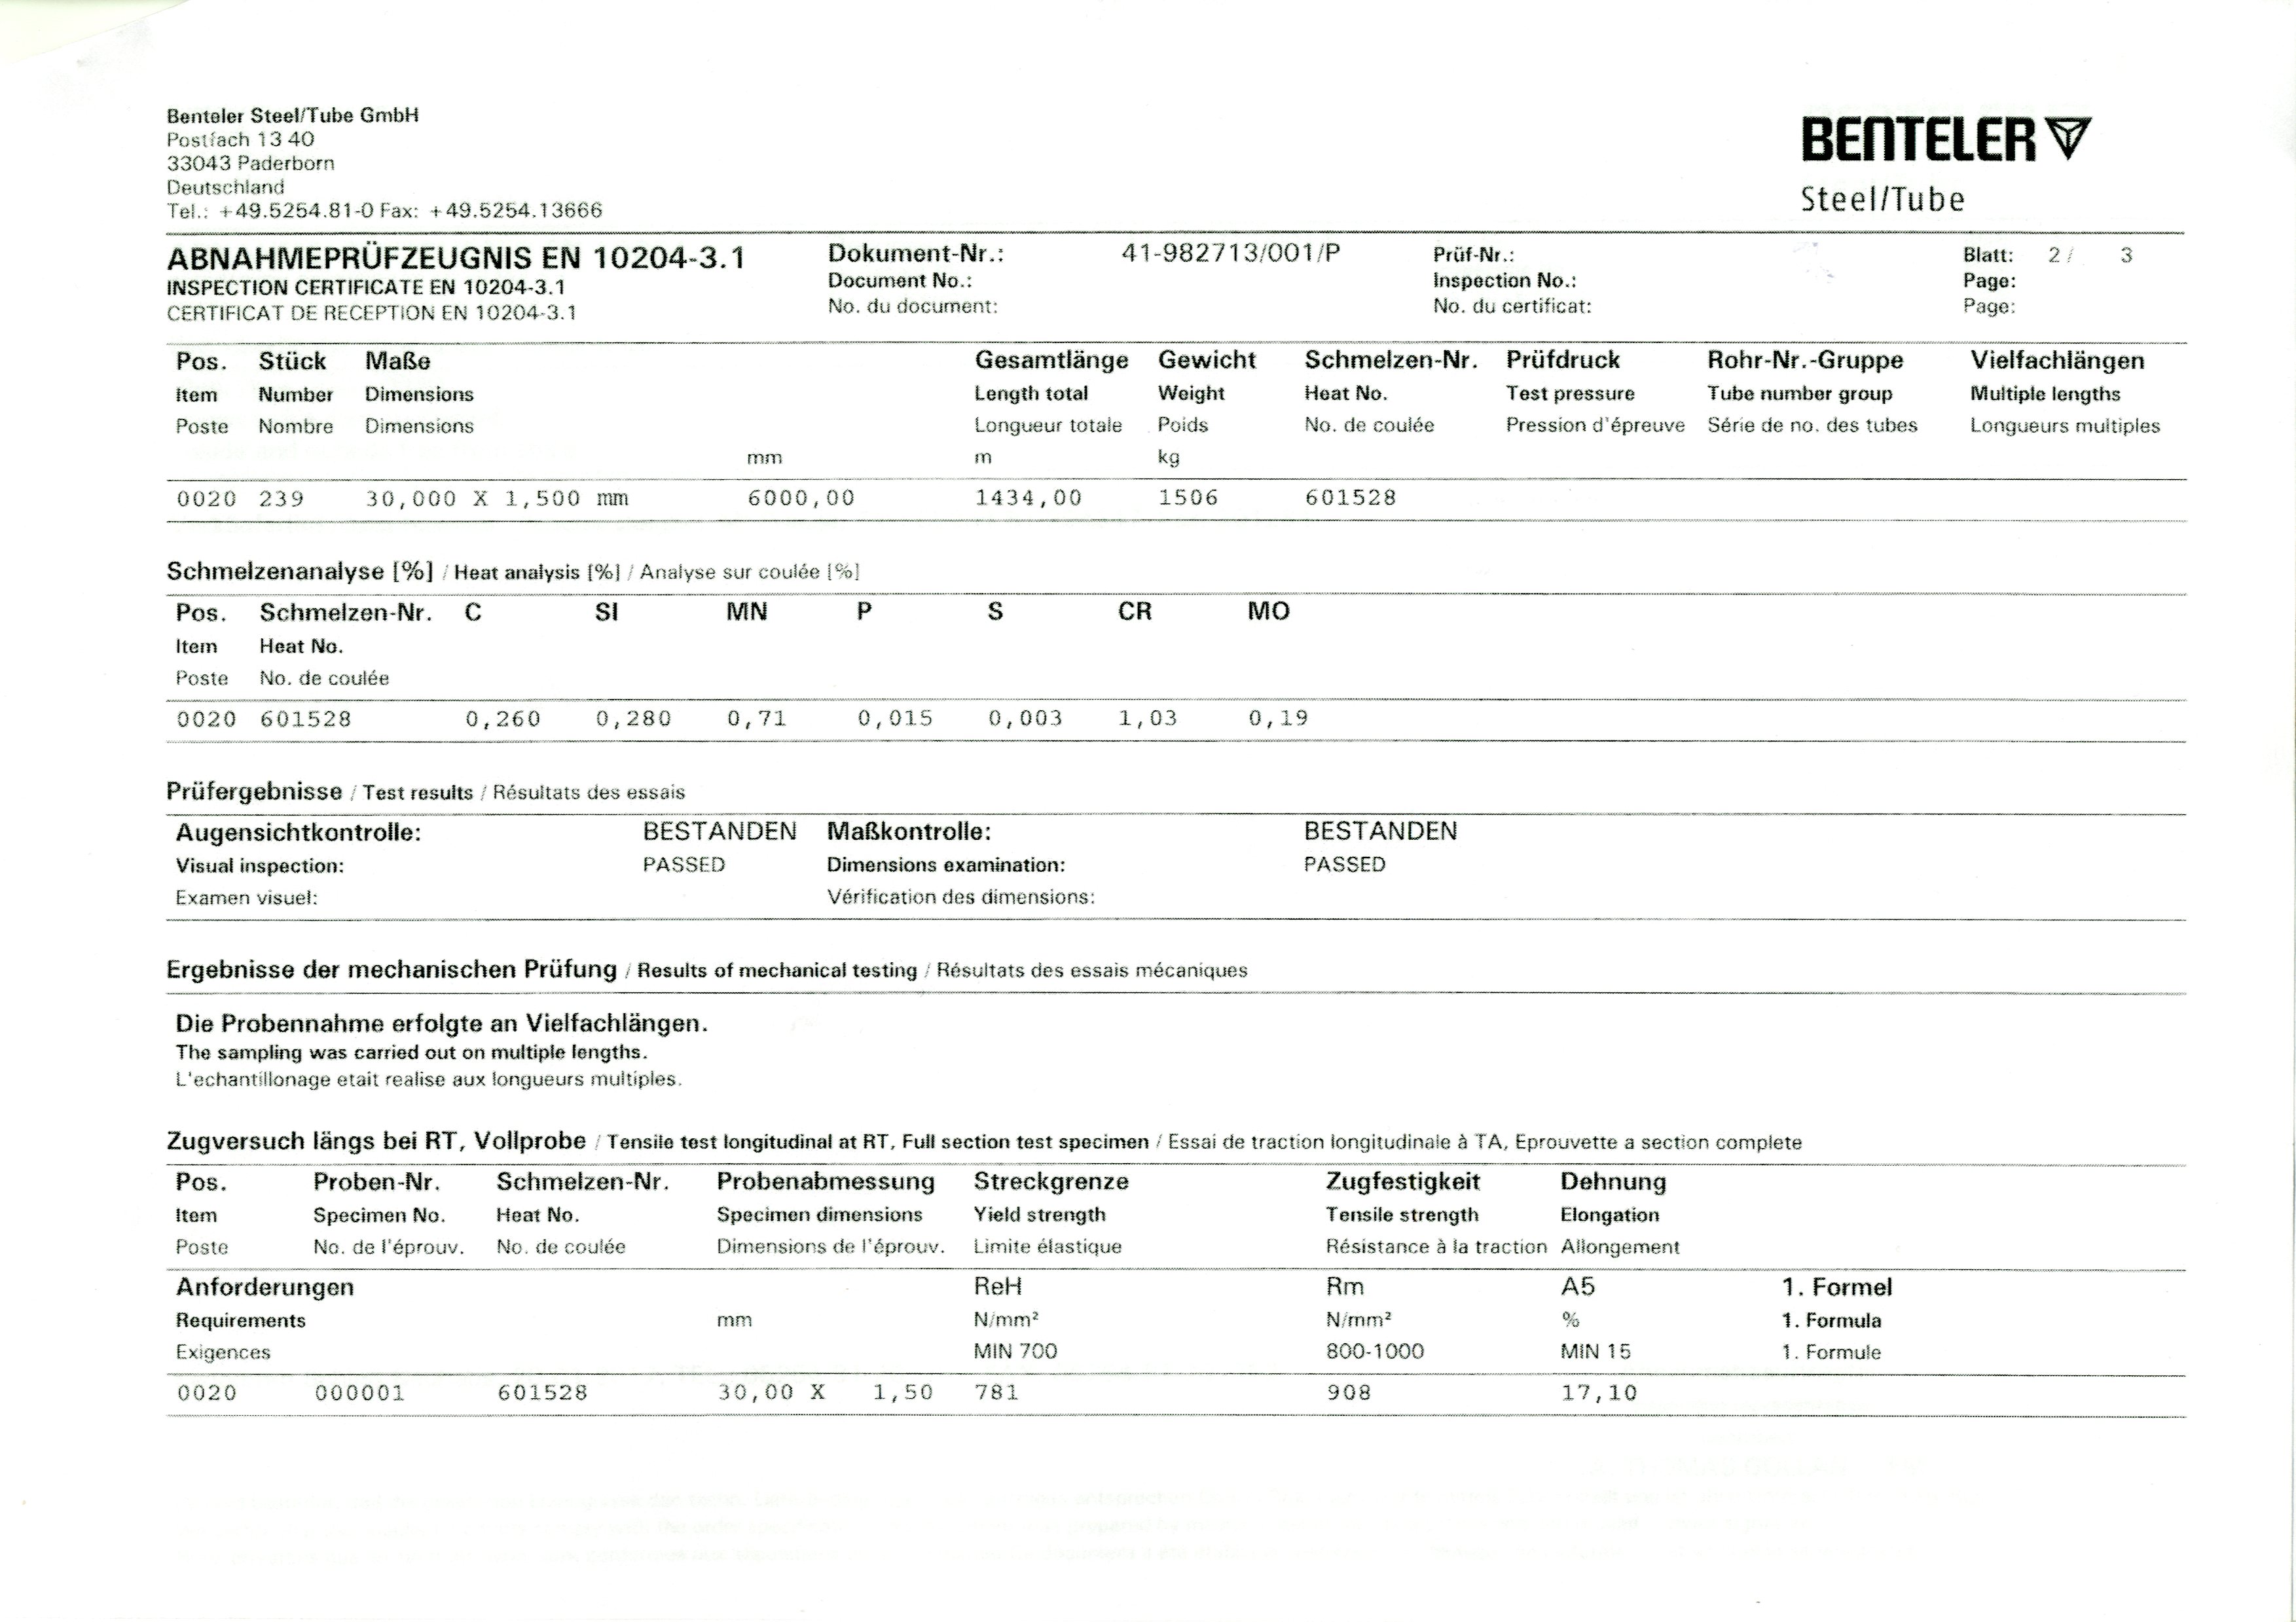 Benteler Steel/Tube GmbH
Postfach 13 40
33043 Paderborn
Deutschland
Tel.: +49.5254.81-0 Fax: +49.5254.13666
BENTELER
Steel/Tube
ABNAHMEPRÜFZEUGNIS EN 10204-3.1 Dokument-Nr.: 41-982713/001/P Prüf-Nr.: Blatt: 2/ 3
INSPECTION CERTIFICATE EN 10204-3.1 Document No.: Inspection No.: Page:
CERTIFICAT DE RECEPTION EN 10204-3.1 No. du document: No. du certificat: Page:
Pos. Stück Maße Gesamtlänge Gewicht Schmelzen-Nr. Prüfdruck Rohr-Nr.-Gruppe Vielfachlängen
Item Number Dimensions Length total Weight Heat No. Test pressure Tube number group Multiple lengths
Poste Nombre Dimensions Longueur totale Poids No. de coulée Pression d'épreuve Série de no. des tubes Longueurs multiples
mm m kg
0020 239 30,000 X 1,500 mm 6000,00 1434,00 1506 601528
Schmelzenanalyse [%] / Heat analysis [%] / Analyse sur coulée [%]
Pos. Schmelzen-Nr. C SI MN P S CR MO
Item Heat No.
Poste No. de coulée
0020 601528 0,260 0,280 0,71 0,015 0,003 1,03 0,19
Prüfergebnisse / Test results / Résultats des essais
Augensichtkontrolle: BESTANDEN Maßkontrolle: BESTANDEN
Visual inspection: PASSED Dimensions examination: PASSED
Examen visuel: Vérification des dimensions:
Ergebnisse der mechanischen Prüfung / Results of mechanical testing / Résultats des essais mécaniques
Die Probennahme erfolgte an Vielfachlängen.
The sampling was carried out on multiple lengths.
L'echantillonage etait realise aux longueurs multiples.
Zugversuch längs bei RT, Vollprobe / Tensile test longitudinal at RT, Full section test specimen / Essai de traction longitudinale à TA, Eprouvette a section complete
Pos. Proben-Nr. Schmelzen-Nr. Probenabmessung Streckgrenze Zugfestigkeit Dehnung
Item Specimen No. Heat No. Specimen dimensions Yield strength Tensile strength Elongation
Poste No. de l'éprouv. No. de coulée Dimensions de l'éprouv. Limite élastique Résistance à la traction Allongement
Anforderungen ReH Rm A5 1. Formel
Requirements mm N/mm² N/mm² % 1. Formula
Exigences MIN 700 800-1000 MIN 15 1. Formule
0020 000001 601528 30,00 X 1,50 781 908 17,10